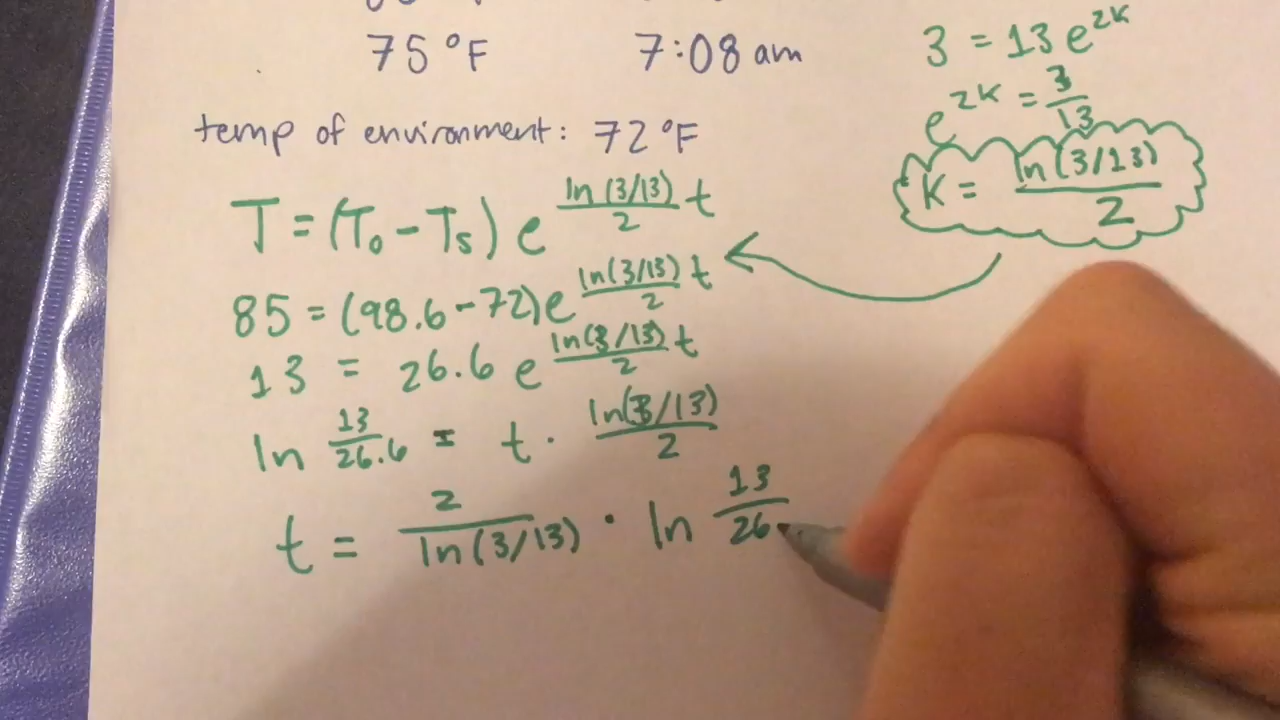 75 °F 7:08 am
temp of environment: 72 °F
3 = 13 e^{2K}
e^{2K} = 3/13
K = ln(3/13)/2
T = (T₀ - Tₛ) e^{ln(3/13)/2 t}
85 = (98.6 - 72) e^{ln(3/13)/2 t}
13 = 26.6 e^{ln(3/13)/2 t}
ln 13/26.6 = t · ln(3/13)/2
t = 2/ln(3/13) · ln 13/26